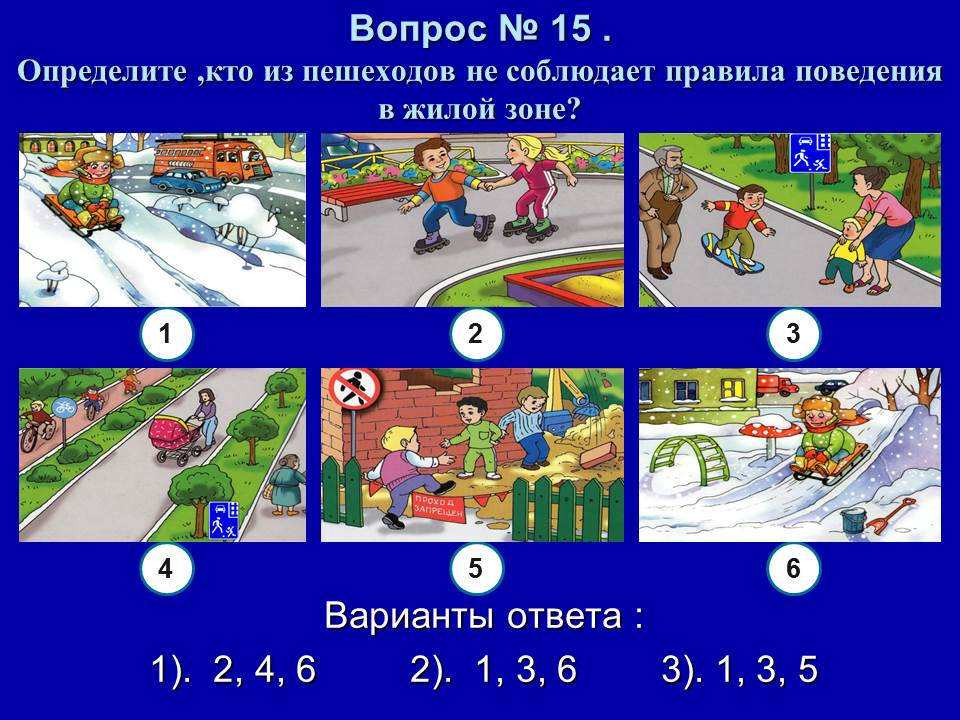 Вопрос № 15 .
Определите ,кто из пешеходов не соблюдает правила поведения
в жилой зоне?
1
2
3
ПРОХОД
ЗАПРЕЩЕН
4
5
6
Варианты ответа :
1). 2, 4, 6 2). 1, 3, 6 3). 1, 3, 5